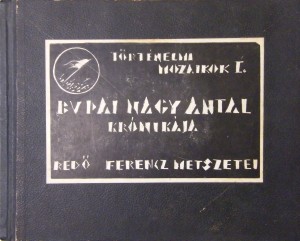 TÖRTÉNELMI
MOZAIKOK I.
BUDAI NAGY ANTAL
KRÓNIKÁJA
REDŐ FERENCZ METSZETEI